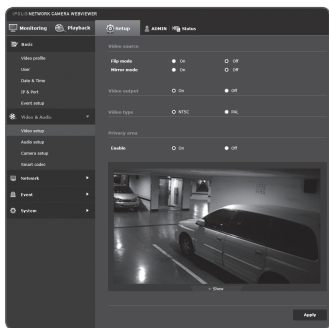 iPOLiS NETWORK CAMERA WEBVIEWER
Monitoring Playback Setup ADMIN Status
Basic
Video profile
User
Date & Time
IP & Port
Event setup
Video & Audio
Video setup
Audio setup
Camera setup
Smart codec
Network
Event
System
Video source
Flip mode On Off
Mirror mode On Off
Video output On Off
Video type NTSC PAL
Privacy area
Enable On Off
Show
Apply